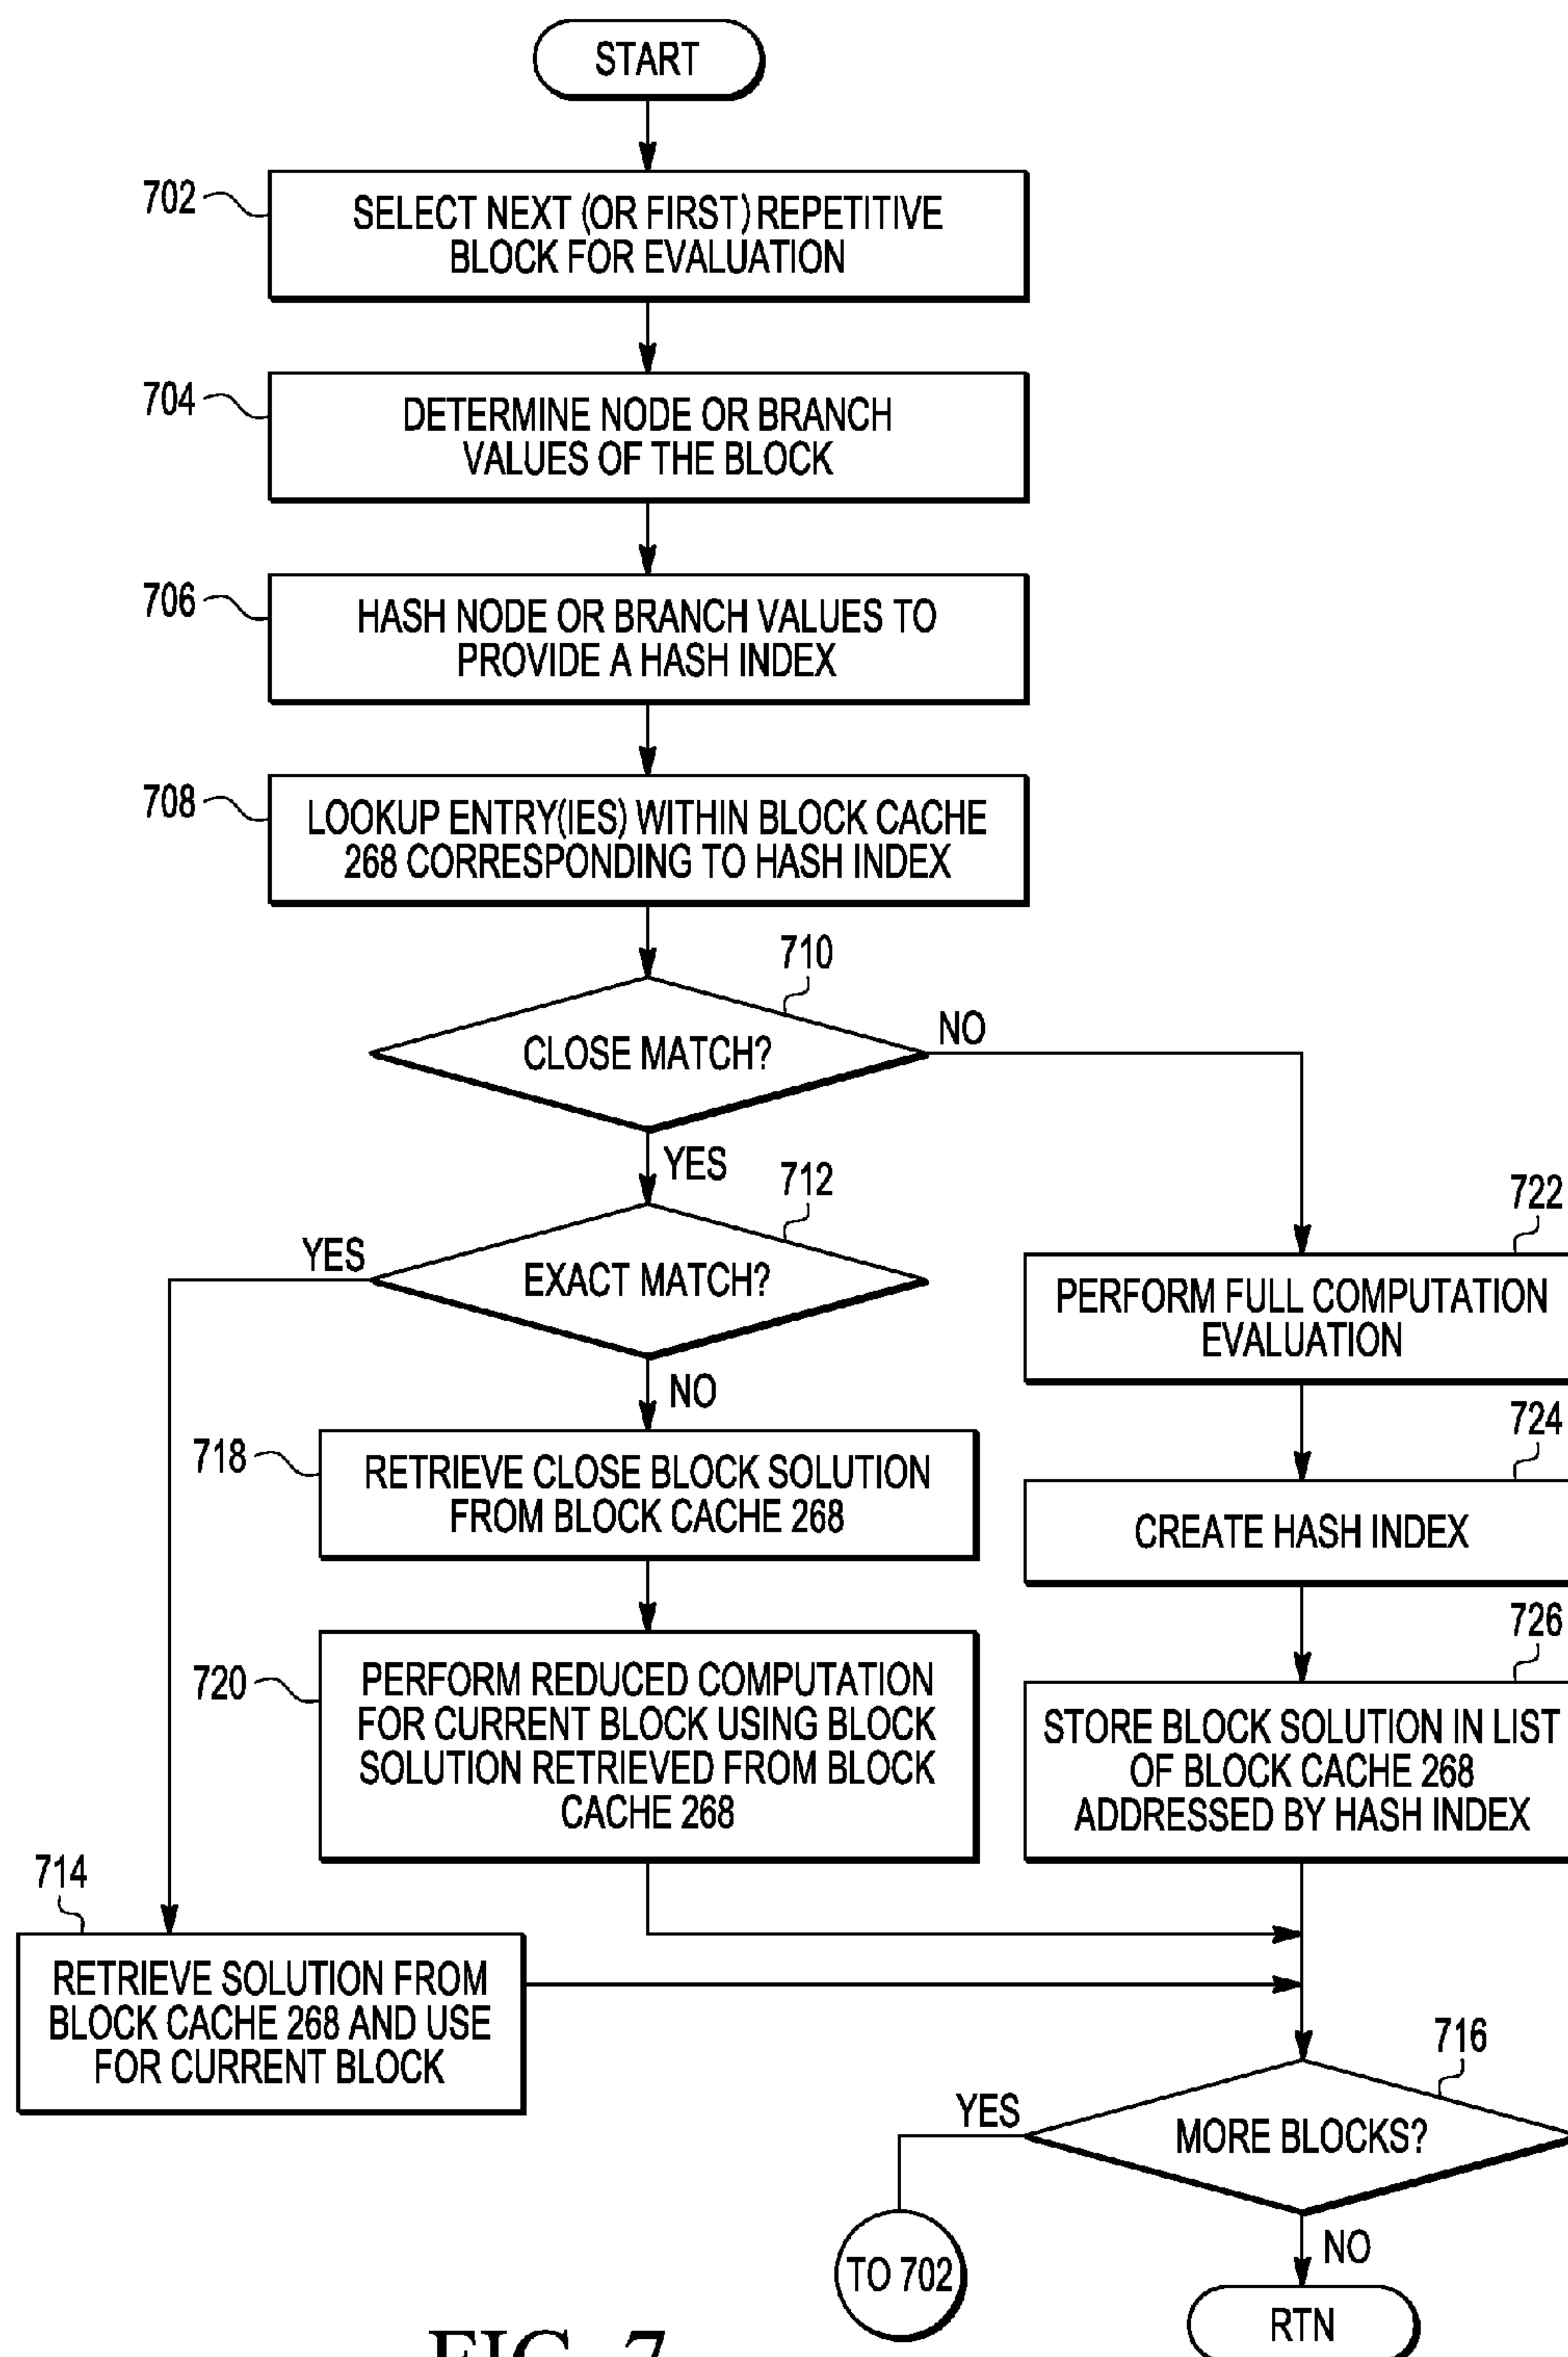 START
702
SELECT NEXT (OR FIRST) REPETITIVE
BLOCK FOR EVALUATION
704
DETERMINE NODE OR BRANCH
VALUES OF THE BLOCK
706
HASH NODE OR BRANCH VALUES TO
PROVIDE A HASH INDEX
708
LOOKUP ENTRY(IES) WITHIN BLOCK CACHE
268 CORRESPONDING TO HASH INDEX
710
CLOSE MATCH?
NO
YES
712
EXACT MATCH?
YES
NO
718
RETRIEVE CLOSE BLOCK SOLUTION
FROM BLOCK CACHE 268
720
PERFORM REDUCED COMPUTATION
FOR CURRENT BLOCK USING BLOCK
SOLUTION RETRIEVED FROM BLOCK
CACHE 268
714
RETRIEVE SOLUTION FROM
BLOCK CACHE 268 AND USE
FOR CURRENT BLOCK
722
PERFORM FULL COMPUTATION
EVALUATION
724
CREATE HASH INDEX
726
STORE BLOCK SOLUTION IN LIST
OF BLOCK CACHE 268
ADDRESSED BY HASH INDEX
716
MORE BLOCKS?
YES
TO 702
NO
RTN
FIG. 7